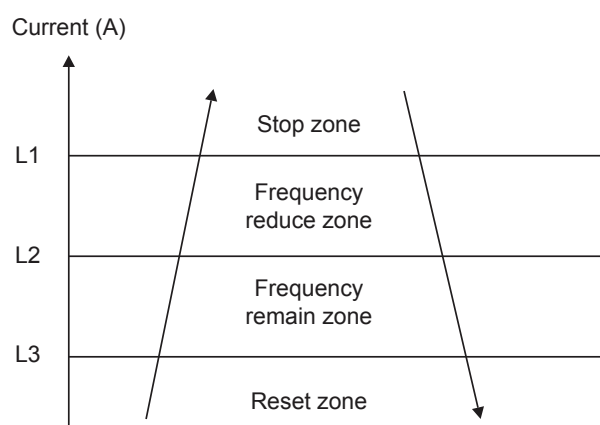 Current (A)
Stop zone
L1
Frequency
reduce zone
L2
Frequency
remain zone
L3
Reset zone